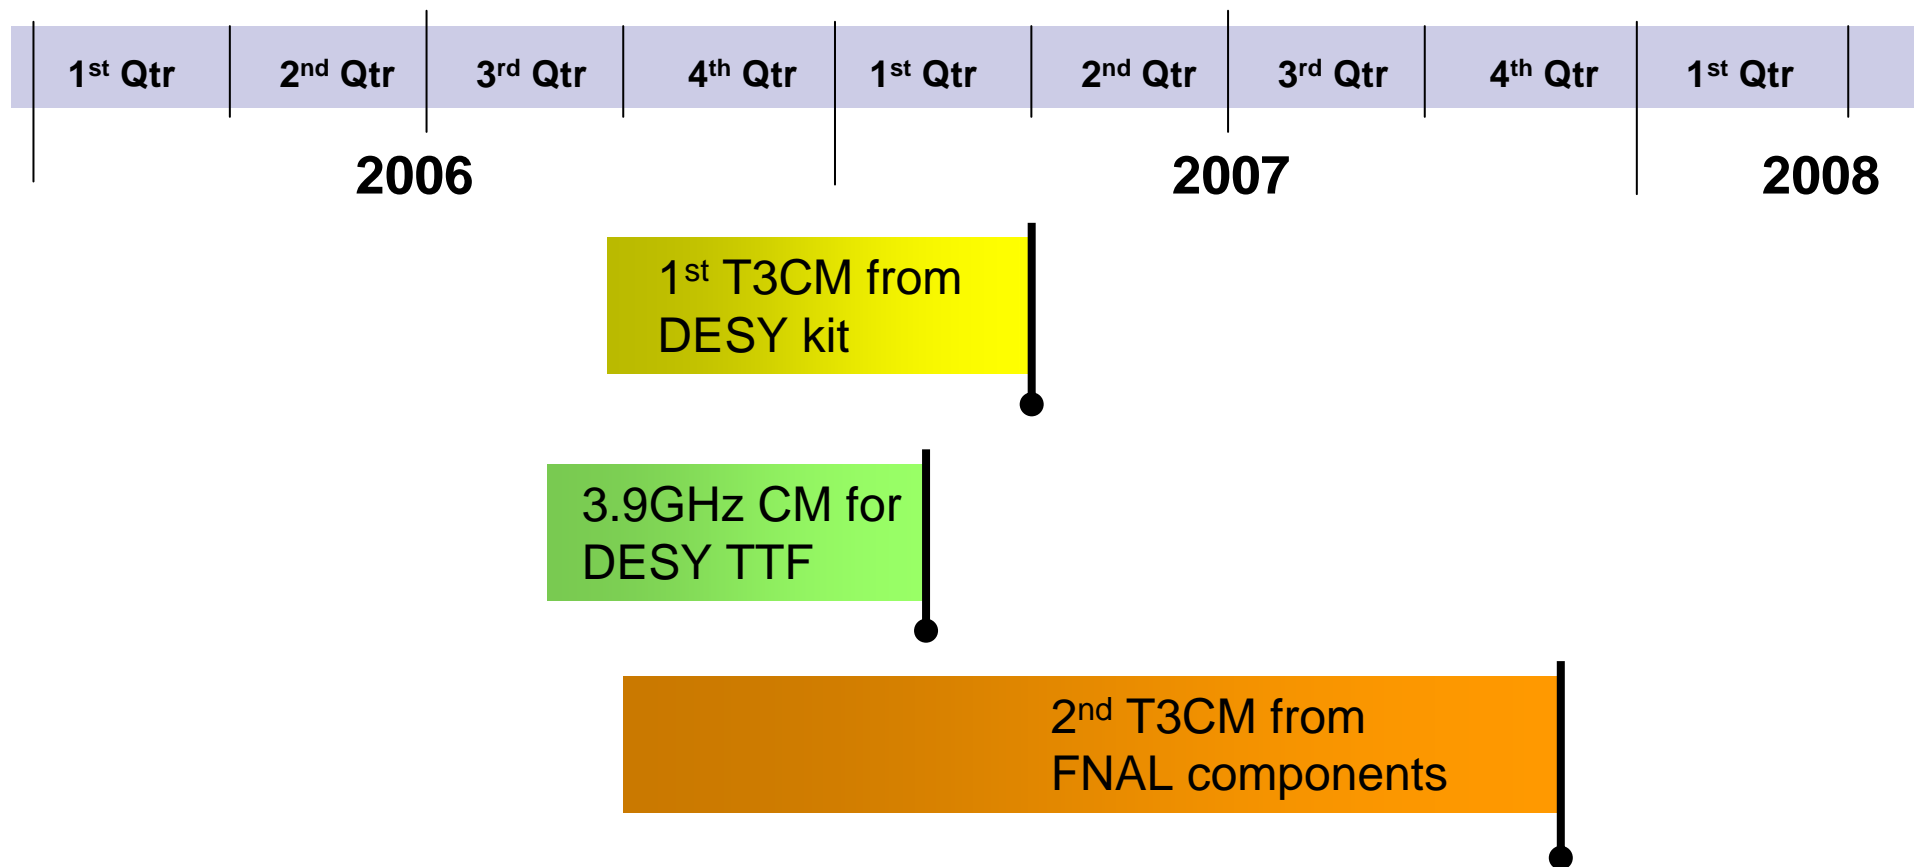 1st Qtr 2nd Qtr 3rd Qtr 4th Qtr 1st Qtr 2nd Qtr 3rd Qtr 4th Qtr 1st Qtr
2006 2007 2008
1st T3CM from
DESY kit
3.9GHz CM for
DESY TTF
2nd T3CM from
FNAL components